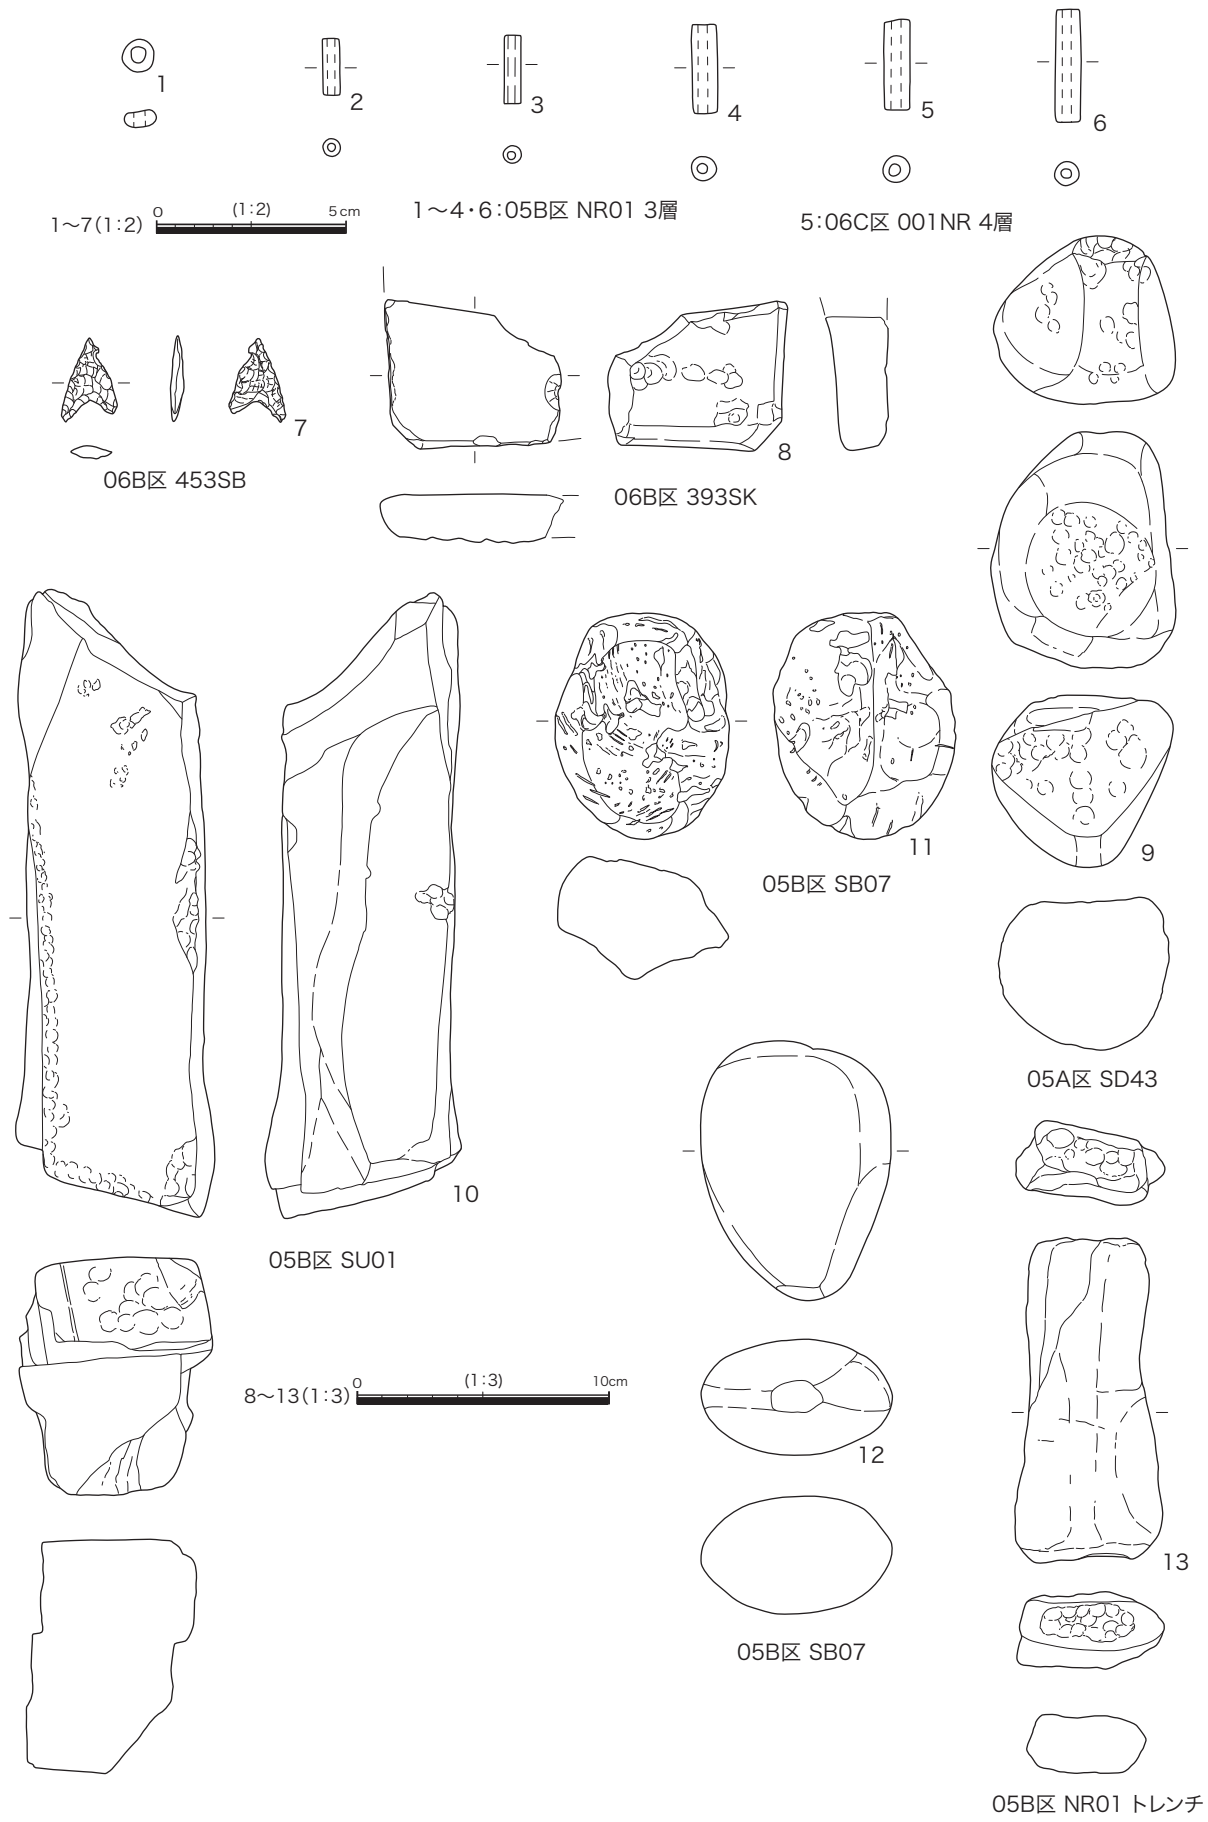 1
2
3
4
5
6
1～7（1：2）
0 （1：2） 5cm
1～4・6：05B区 NR01 3層
5：06C区 001NR 4層
7
06B区 453SB
8
06B区 393SK
9
05A区 SD43
10
05B区 SU01
11
05B区 SB07
8～13（1：3）
0 （1：3） 10cm
12
05B区 SB07
13
05B区 NR01 トレンチ